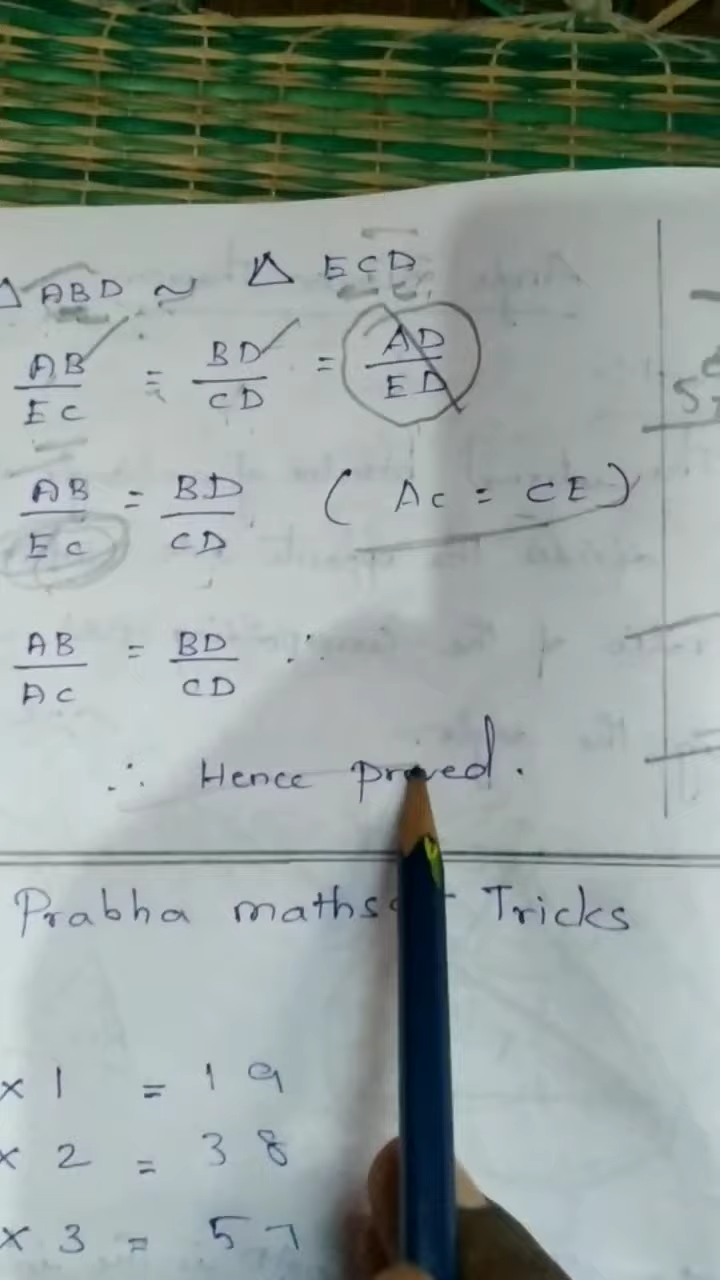 △ ABD ~ △ ECD
AB/EC = BD/CD = AD/ED
AB/EC = BD/CD (AC = CE)
AB/AC = BD/CD ∴
∴ Hence proved.
Prabha maths Tricks
× 1 = 19
× 2 = 38
× 3 = 57